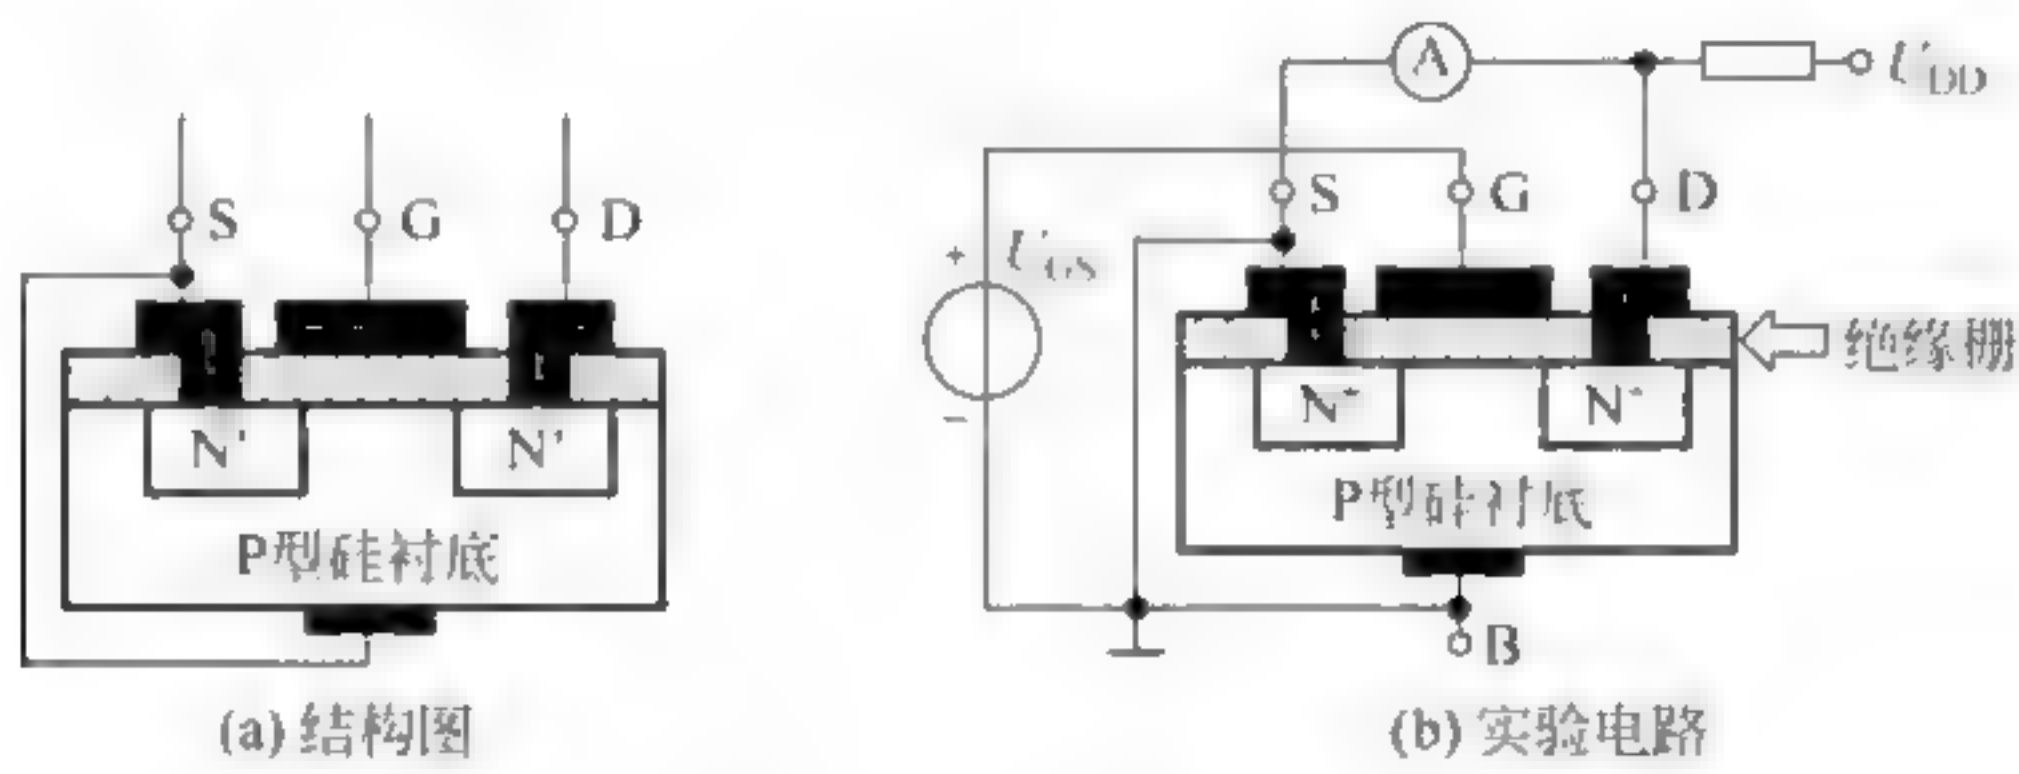 S G D
N⁺ N⁺
P型硅衬底
(a) 结构图
A
U_DD
S G D
+
U_GS
−
绝缘栅
N⁺ N⁺
P型硅衬底
B
(b) 实验电路